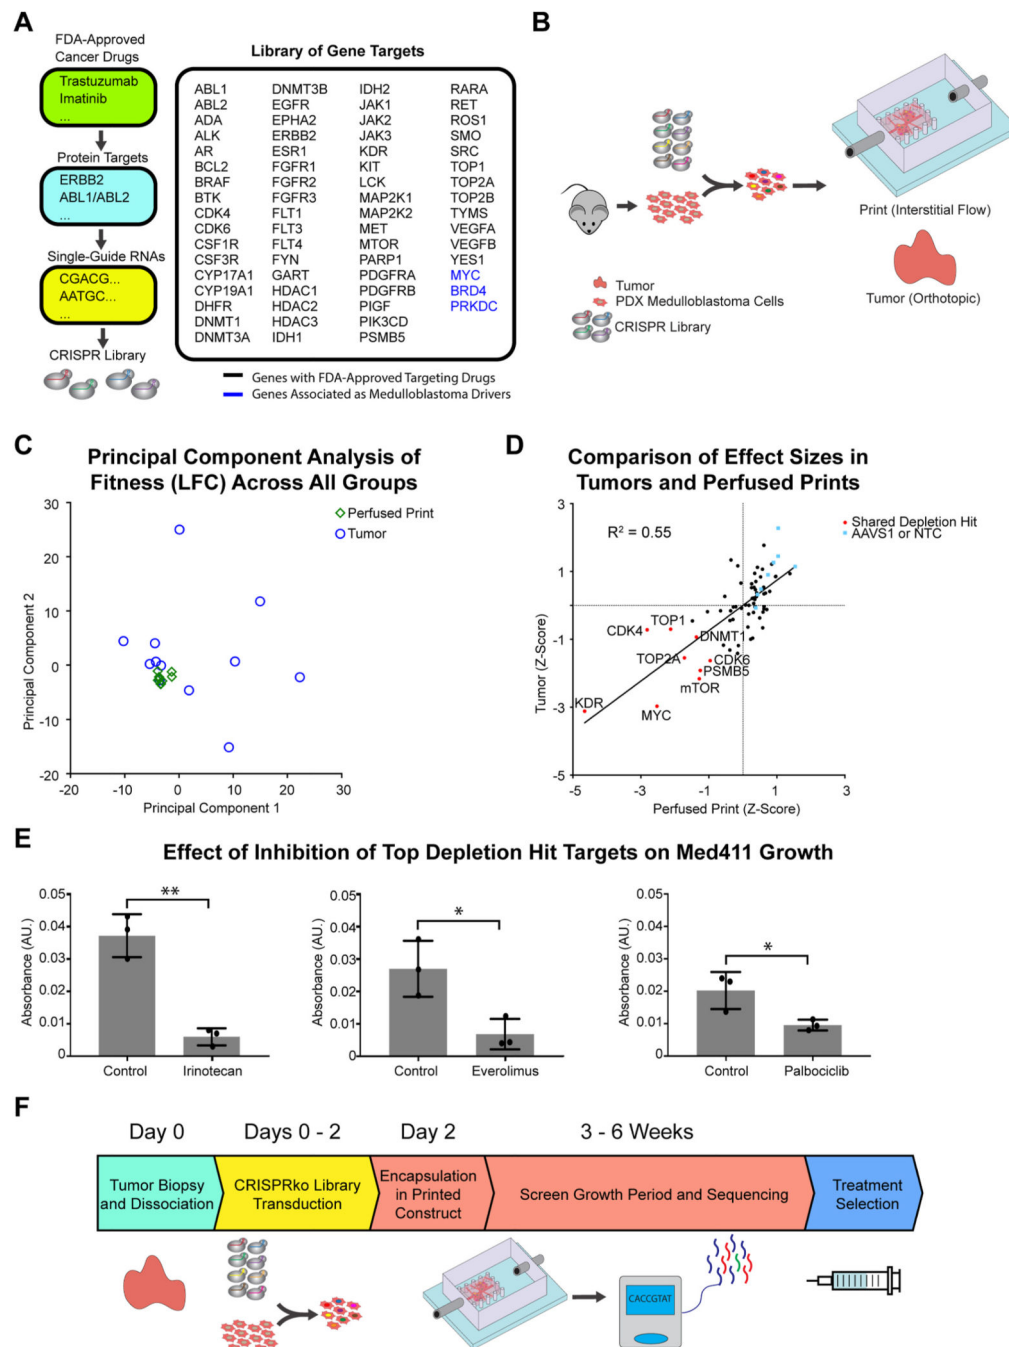 A
FDA-Approved
Cancer Drugs
Trastuzumab
Imatinib
...
Protein Targets
ERBB2
ABL1/ABL2
...
Single-Guide RNAs
CGACG...
AATGC...
...
CRISPR Library
Library of Gene Targets
ABL1 DNMT3B IDH2 RARA
ABL2 EGFR JAK1 RET
ADA EPHA2 JAK2 ROS1
ALK ERBB2 JAK3 SMO
AR ESR1 KDR SRC
BCL2 FGFR1 KIT TOP1
BRAF FGFR2 LCK TOP2A
BTK FGFR3 MAP2K1 TOP2B
CDK4 FLT1 MAP2K2 TYMS
CDK6 FLT3 MET VEGFA
CSF1R FLT4 MTOR VEGFB
CSF3R FYN PARP1 YES1
CYP17A1 GART PDGFRA MYC
CYP19A1 HDAC1 PDGFRB BRD4
DHFR HDAC2 PIGF PRKDC
DNMT1 HDAC3 PIK3CD
DNMT3A IDH1 PSMB5
Genes with FDA-Approved Targeting Drugs
Genes Associated as Medulloblastoma Drivers
B
Print (Interstitial Flow)
Tumor
PDX Medulloblastoma Cells
CRISPR Library
Tumor (Orthotopic)
C
Principal Component Analysis of
Fitness (LFC) Across All Groups
Perfused Print
Tumor
Principal Component 2
30
20
10
0
-10
-20
-20 -10 0 10 20 30
Principal Component 1
D
Comparison of Effect Sizes in
Tumors and Perfused Prints
Shared Depletion Hit
AAVS1 or NTC
R² = 0.55
Tumor (Z-Score)
3
1
-1
-3
-5
CDK4
TOP1
DNMT1
TOP2A
CDK6
PSMB5
mTOR
KDR
MYC
-5 -3 -1 1 3
Perfused Print (Z-Score)
E
Effect of Inhibition of Top Depletion Hit Targets on Med411 Growth
Absorbance (AU.)
0.05
0.04
0.03
0.02
0.01
0
**
Control Irinotecan
Absorbance (AU.)
0.05
0.04
0.03
0.02
0.01
0
*
Control Everolimus
Absorbance (AU.)
0.05
0.04
0.03
0.02
0.01
0
*
Control Palbociclib
F
Day 0 Days 0 - 2 Day 2 3 - 6 Weeks
Tumor Biopsy
and Dissociation
CRISPRko Library
Transduction
Encapsulation
in Printed
Construct
Screen Growth Period and Sequencing
Treatment
Selection
CACCGTAT